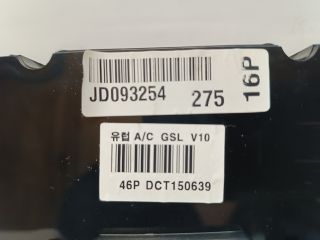 JD093254 275
16P
유럽 A/C GSL V10
46P DCT150639